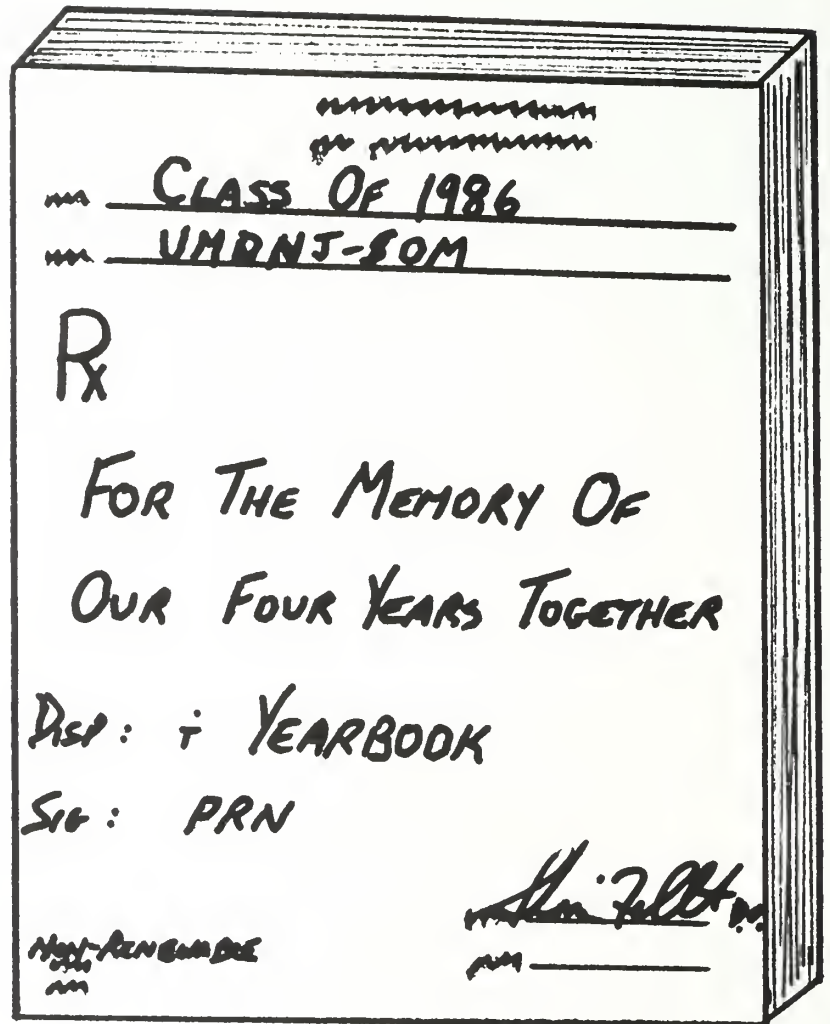 CLASS OF 1986
UMDNJ-SOM
Rx
FOR THE MEMORY OF
OUR FOUR YEARS TOGETHER
DISP: i YEARBOOK
SIG: PRN
D.O.
NON-RENEWABLE